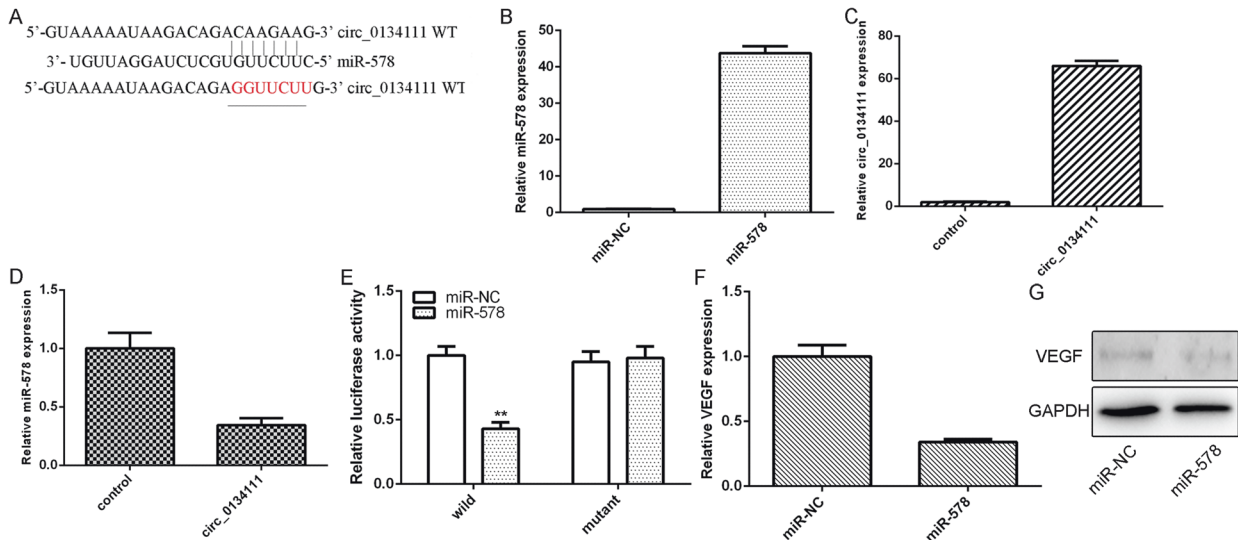 A
5'-GUAAAAAUAAGACAGACAAGAAG-3' circ_0134111 WT
3'- UGUUAGGAUCUCGUGUUCUUC-5' miR-578
5'-GUAAAAAUAAGACAGAGGUUCUUG-3' circ_0134111 WT
B
Relative miR-578 expression
50
40
30
20
10
0
miR-NC
miR-578
C
Relative circ_0134111 expression
80
60
40
20
0
control
circ_0134111
D
Relative miR-578 expression
1.5
1.0
0.5
0.0
control
circ_0134111
E
Relative luciferase activity
1.5
1.0
0.5
0.0
miR-NC
miR-578
**
wild
mutant
F
Relative VEGF expression
1.5
1.0
0.5
0.0
miR-NC
miR-578
G
VEGF
GAPDH
miR-NC
miR-578